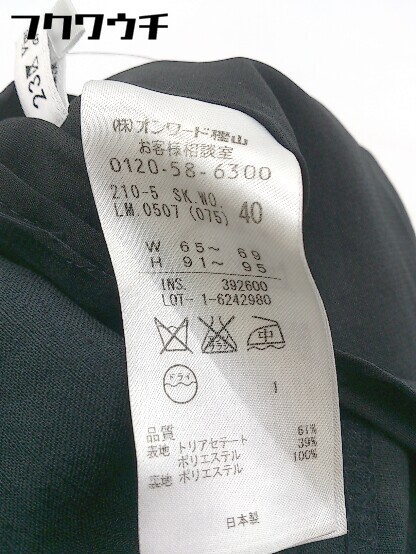 フクワウチ
(株)オンワード樫山
お客様相談室
0120-58-6300
210-5 SK.WO.
LM.0507 (075) 40
W 65～ 69
H 91～ 95
INS. 392600
LOT- 1-6242980
中
ドライ
1
品質
表地 トリアセテート 61%
ポリエステル 39%
裏地 ポリエステル 100%
日本製